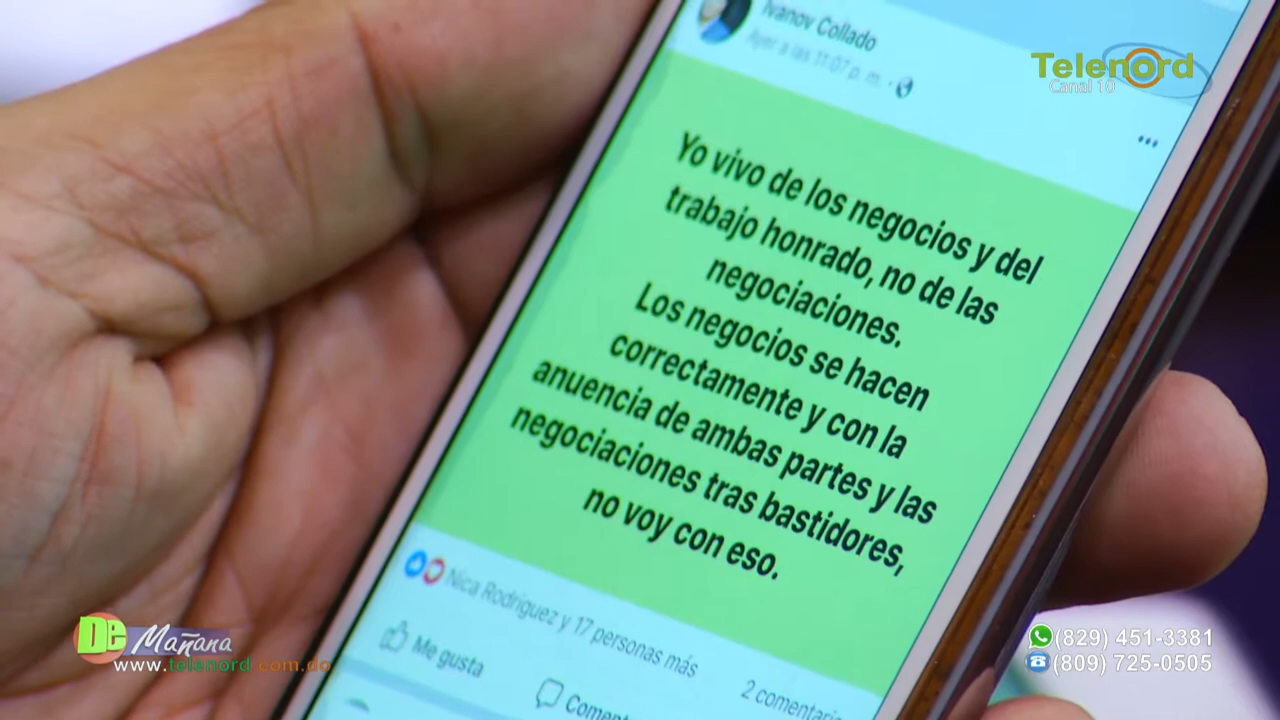 Ivanov Collado
Ayer a las 11:07 p. m.
Telenord
Canal 10
Yo vivo de los negocios y del
trabajo honrado, no de las
negociaciones.
Los negocios se hacen
correctamente y con la
anuencia de ambas partes y las
negociaciones tras bastidores,
no voy con eso.
Nica Rodriguez y 17 personas más
2 comentario
Me gusta
Coment
De Mañana
www.telenord.com.do
(829) 451-3381
(809) 725-0505